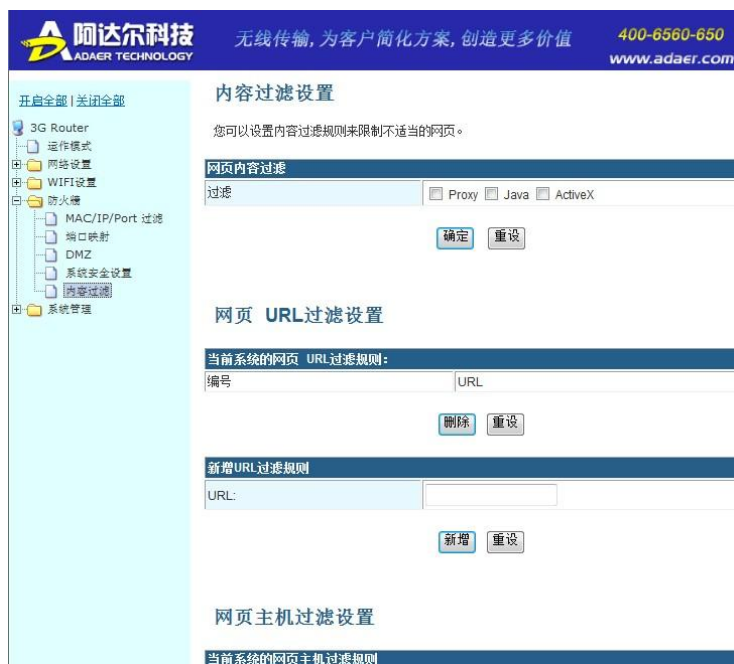 阿达尔科技
ADAER TECHNOLOGY
无线传输,为客户简化方案,创造更多价值
400-6560-650
www.adaer.com
开启全部|关闭全部
3G Router
运作模式
网络设置
WIFI设置
防火墙
MAC/IP/Port 过滤
端口映射
DMZ
系统安全设置
内容过滤
系统管理
内容过滤设置
您可以设置内容过滤规则来限制不适当的网页。
网页内容过滤
过滤 Proxy Java ActiveX
确定 重设
网页 URL过滤设置
当前系统的网页 URL过滤规则:
编号 URL
删除 重设
新增URL过滤规则
URL:
新增 重设
网页主机过滤设置
当前系统的网页主机过滤规则